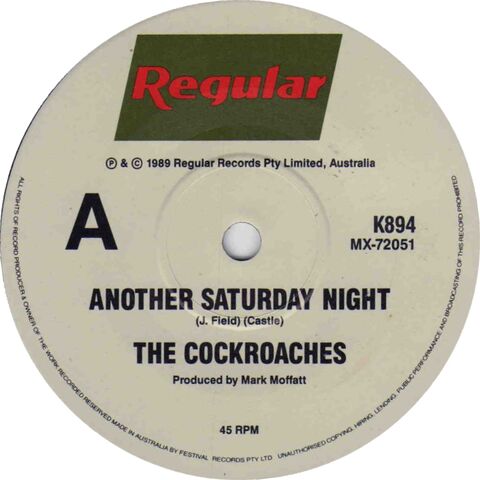 Regular
℗ & © 1989 Regular Records Pty Limited, Australia
A
K894
MX-72051
ANOTHER SATURDAY NIGHT
(J. Field) (Castle)
THE COCKROACHES
Produced by Mark Moffatt
45 RPM
ALL RIGHTS OF RECORD PRODUCER & OWNER OF THE WORK RECORDED RESERVED MADE IN AUSTRALIA BY FESTIVAL RECORDS PTY LTD UNAUTHORISED COPYING, HIRING, LENDING, PUBLIC PERFORMANCE AND BROADCASTING OF THIS RECORD PROHIBITED.